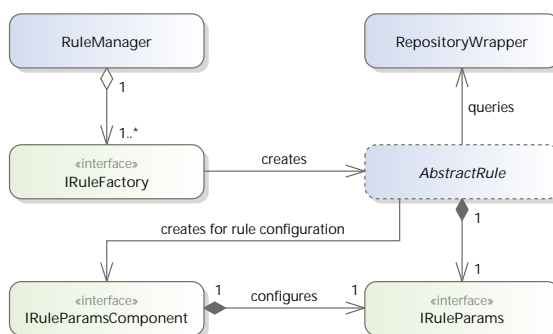 RuleManager
RepositoryWrapper
1
queries
1..*
«interface»
IRuleFactory
creates
AbstractRule
1
creates for rule configuration
1
«interface»
IRuleParamsComponent
1
configures
1
«interface»
IRuleParams